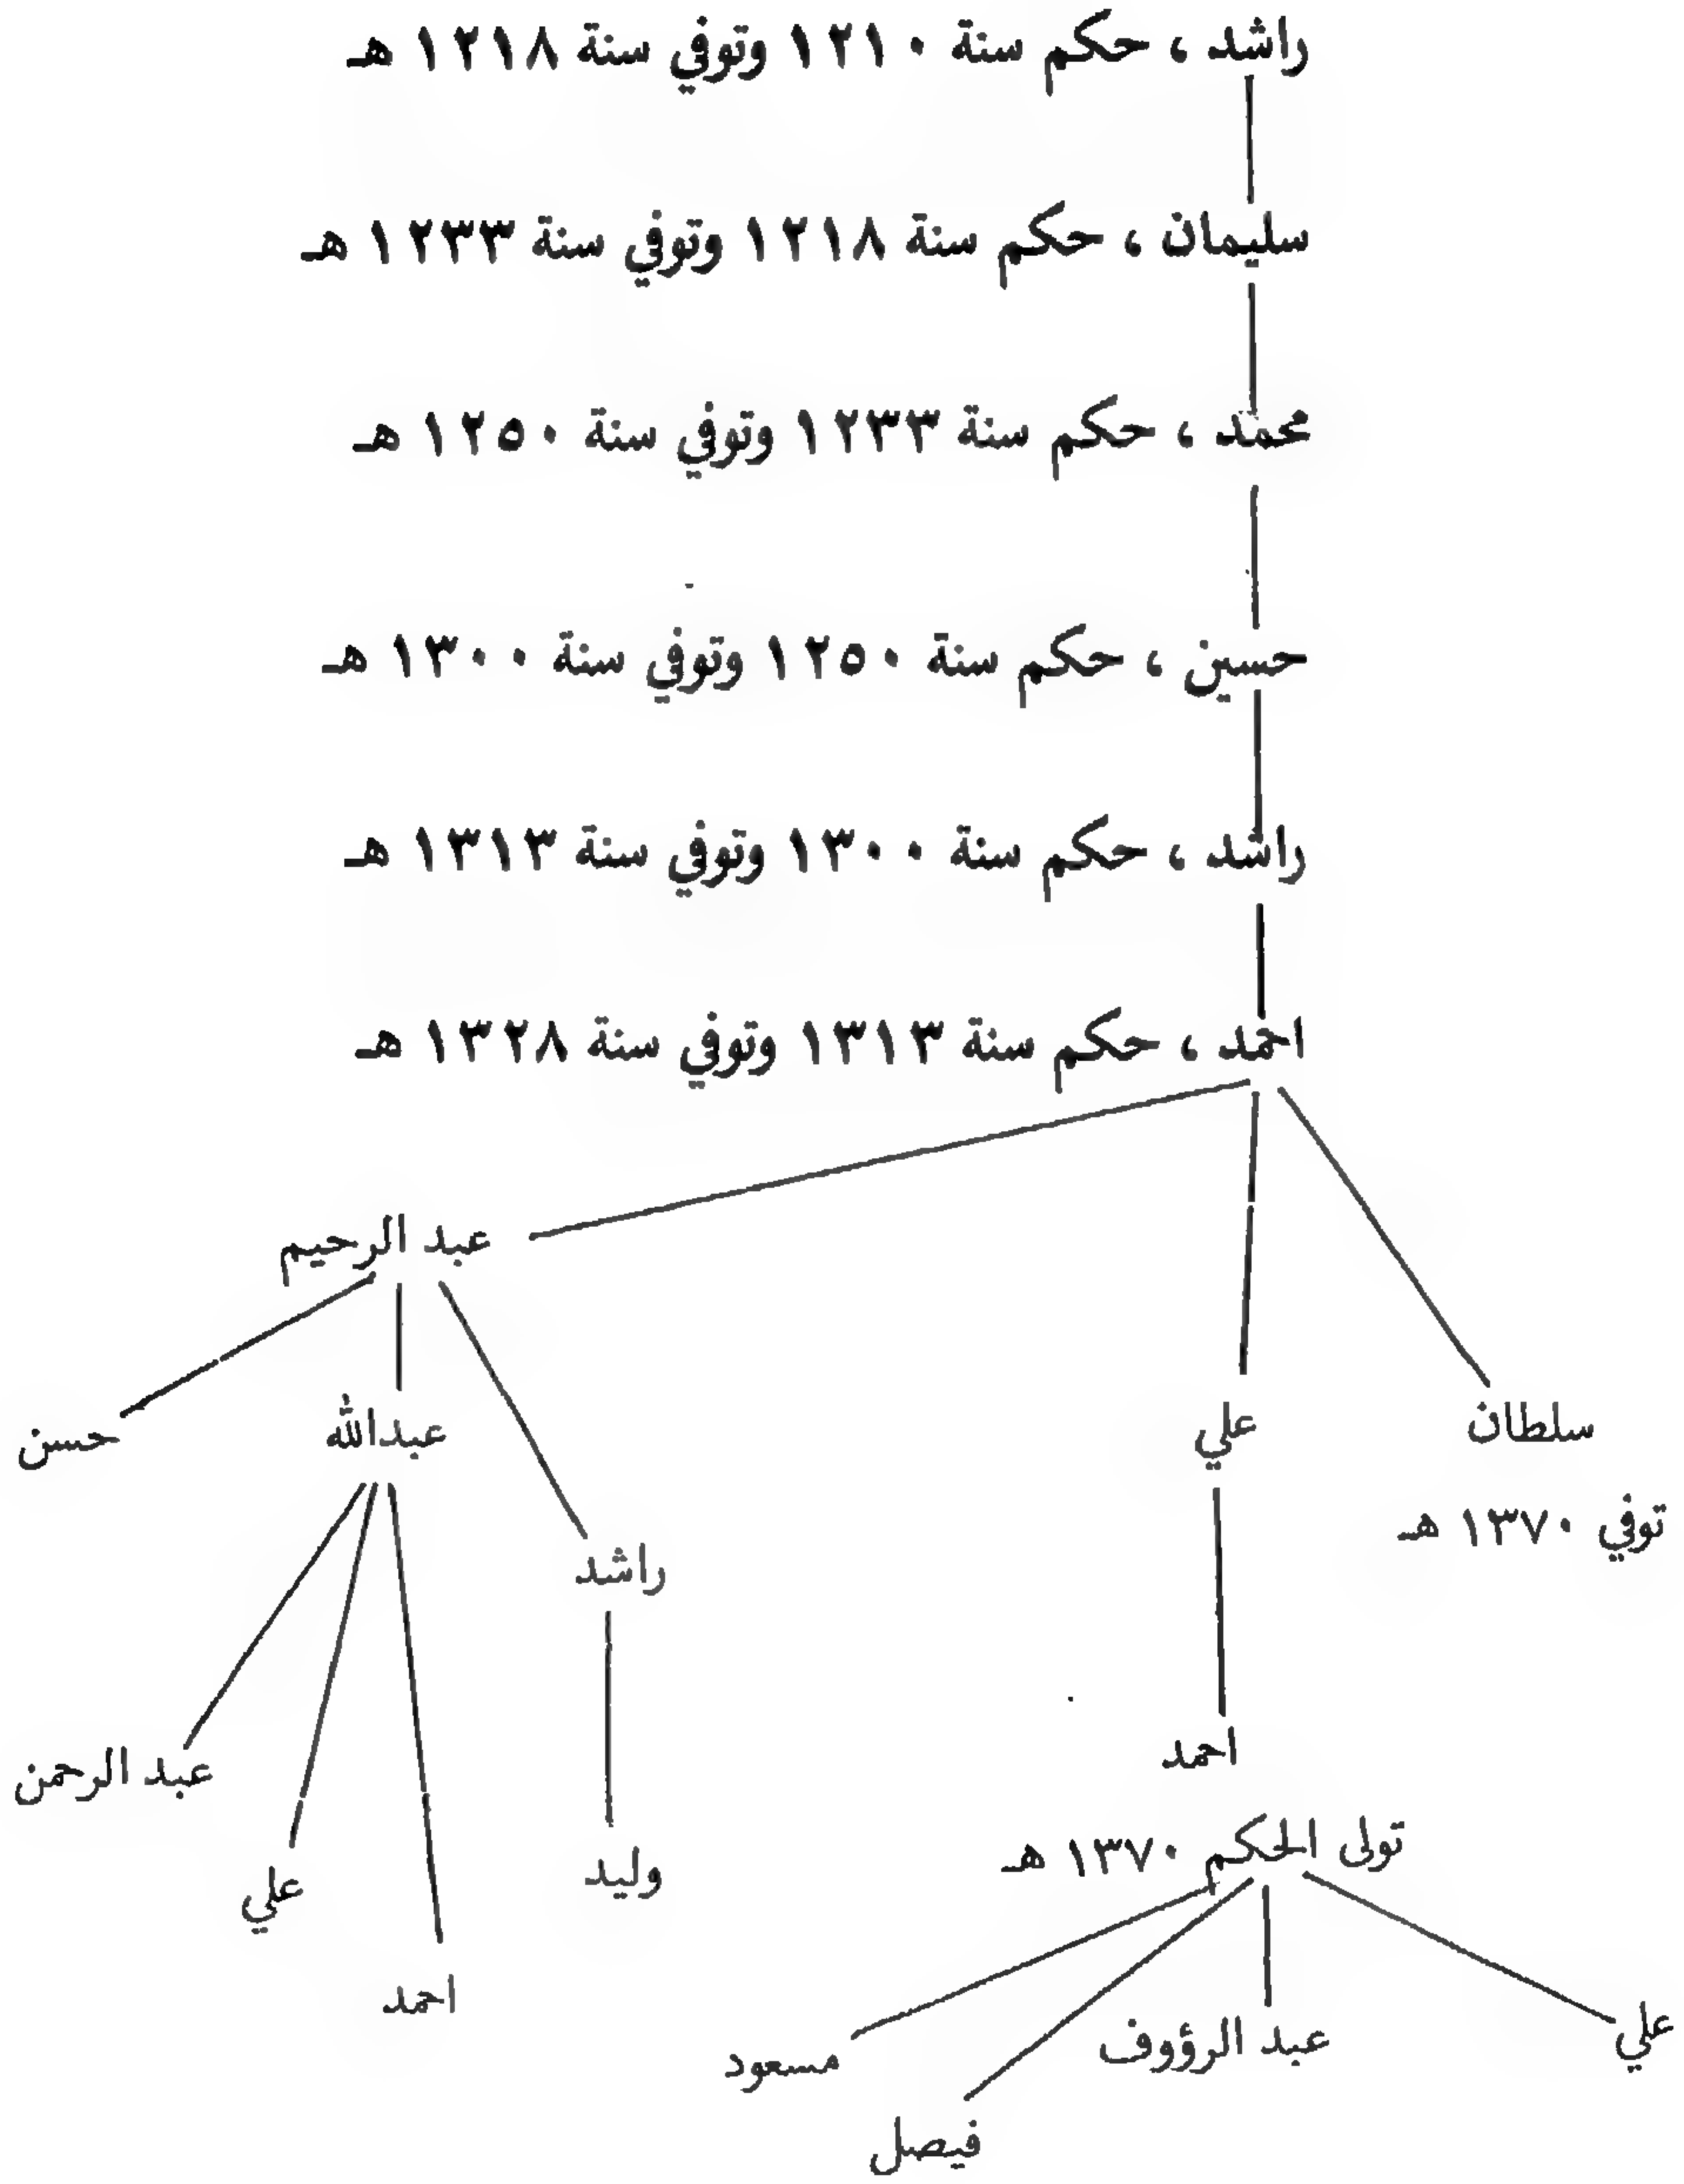 راشد ، حكم سنة ١٢١٠ وتوفي سنة ١٢١٨ هـ
سليمان ، حكم سنة ١٢١٨ وتوفي سنة ١٢٣٣ هـ
محمد ، حكم سنة ١٢٣٣ وتوفي سنة ١٢٥٠ هـ
حسين ، حكم سنة ١٢٥٠ وتوفي سنة ١٣٠٠ هـ
راشد ، حكم سنة ١٣٠٠ وتوفي سنة ١٣١٣ هـ
احمد ، حكم سنة ١٣١٣ وتوفي سنة ١٣٢٨ هـ
عبد الرحيم
سلطان
علي
عبدالله
حسن
توفي ١٣٧٠ هـ
راشد
احمد
عبد الرحمن
تولى الحكم ١٣٧٠ هـ
وليد
علي
احمد
علي
عبد الرؤوف
مسعود
فيصل